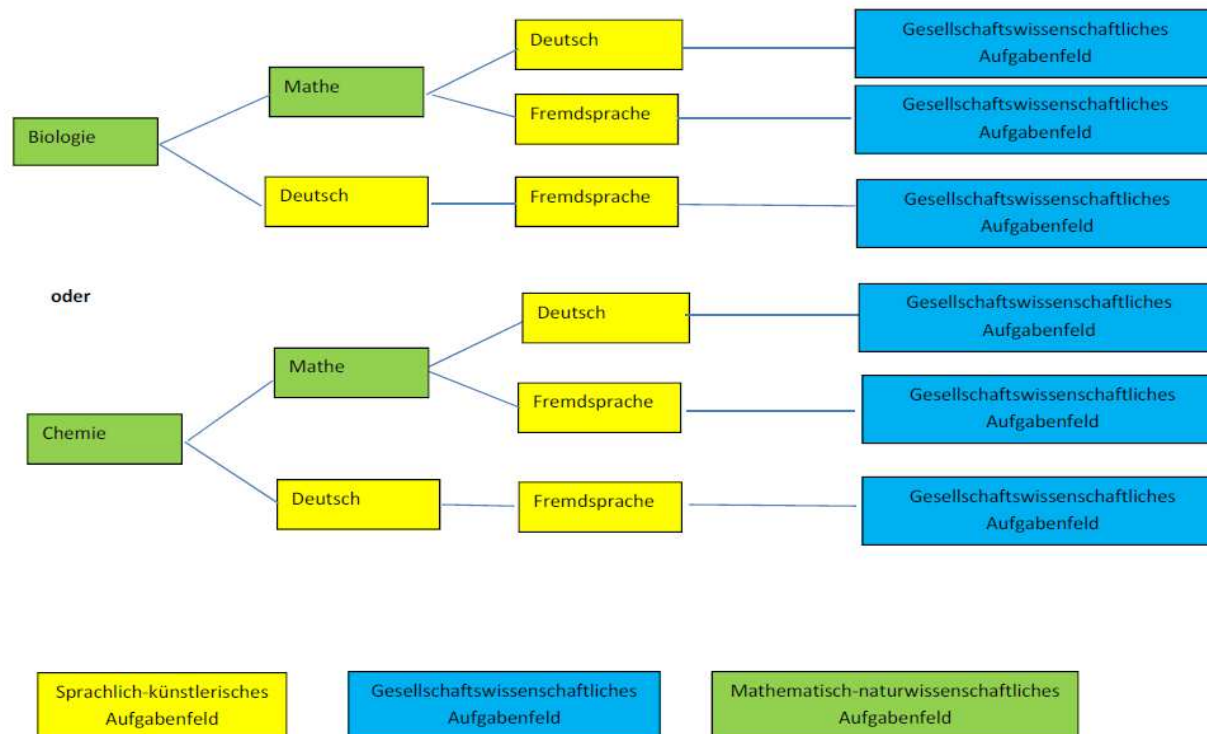 Deutsch
Gesellschaftswissenschaftliches
Aufgabenfeld
Mathe
Fremdsprache
Gesellschaftswissenschaftliches
Aufgabenfeld
Biologie
Deutsch
Fremdsprache
Gesellschaftswissenschaftliches
Aufgabenfeld
oder
Deutsch
Gesellschaftswissenschaftliches
Aufgabenfeld
Mathe
Fremdsprache
Gesellschaftswissenschaftliches
Aufgabenfeld
Chemie
Deutsch
Fremdsprache
Gesellschaftswissenschaftliches
Aufgabenfeld
Sprachlich-künstlerisches
Aufgabenfeld
Gesellschaftswissenschaftliches
Aufgabenfeld
Mathematisch-naturwissenschaftliches
Aufgabenfeld